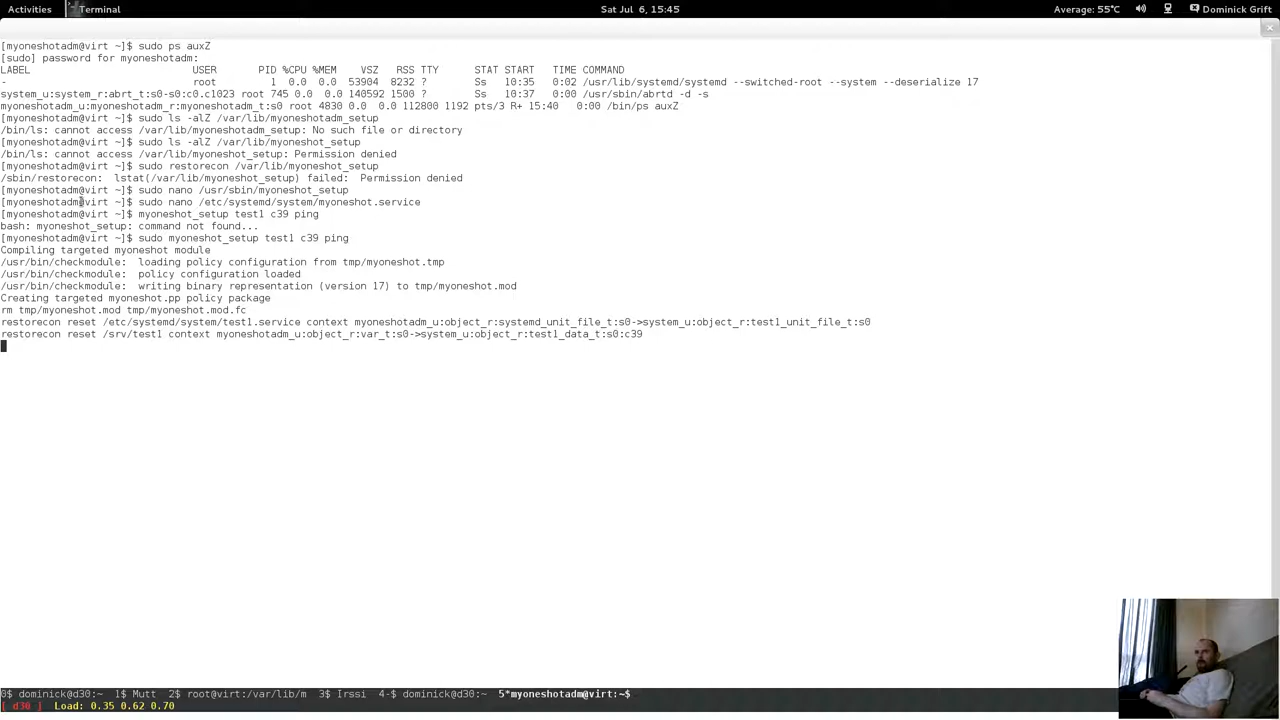 Activities Terminal Sat Jul 6, 15:45 Average: 55°C Dominick Grift
[myoneshotadm@virt ~]$ sudo ps auxZ
[sudo] password for myoneshotadm:
LABEL USER PID %CPU %MEM VSZ RSS TTY STAT START TIME COMMAND
- root 1 0.0 0.0 53904 8232 ? Ss 10:35 0:02 /usr/lib/systemd/systemd --switched-root --system --deserialize 17
system_u:system_r:abrt_t:s0-s0:c0.c1023 root 745 0.0 0.0 140592 1500 ? Ss 10:37 0:00 /usr/sbin/abrtd -d -s
myoneshotadm_u:myoneshotadm_r:myoneshotadm_t:s0 root 4830 0.0 0.0 112800 1192 pts/3 R+ 15:40 0:00 /bin/ps auxZ
[myoneshotadm@virt ~]$ sudo ls -alZ /var/lib/myoneshotadm_setup
/bin/ls: cannot access /var/lib/myoneshotadm_setup: No such file or directory
[myoneshotadm@virt ~]$ sudo ls -alZ /var/lib/myoneshot_setup
/bin/ls: cannot access /var/lib/myoneshot_setup: Permission denied
[myoneshotadm@virt ~]$ sudo restorecon /var/lib/myoneshot_setup
/sbin/restorecon:  lstat(/var/lib/myoneshot_setup) failed:  Permission denied
[myoneshotadm@virt ~]$ sudo nano /usr/sbin/myoneshot_setup
[myoneshotadm@virt ~]$ sudo nano /etc/systemd/system/myoneshot.service
[myoneshotadm@virt ~]$ myoneshot_setup test1 c39 ping
bash: myoneshot_setup: command not found...
[myoneshotadm@virt ~]$ sudo myoneshot_setup test1 c39 ping
Compiling targeted myoneshot module
/usr/bin/checkmodule:  loading policy configuration from tmp/myoneshot.tmp
/usr/bin/checkmodule:  policy configuration loaded
/usr/bin/checkmodule:  writing binary representation (version 17) to tmp/myoneshot.mod
Creating targeted myoneshot.pp policy package
rm tmp/myoneshot.mod tmp/myoneshot.mod.fc
restorecon reset /etc/systemd/system/test1.service context myoneshotadm_u:object_r:systemd_unit_file_t:s0->system_u:object_r:test1_unit_file_t:s0
restorecon reset /srv/test1 context myoneshotadm_u:object_r:var_t:s0->system_u:object_r:test1_data_t:s0:c39
0$ dominick@d30:~ 1$ Mutt 2$ root@virt:/var/lib/m 3$ Irssi 4-$ dominick@d30:~ 5*myoneshotadm@virt:~$
[ d30 ] Load: 0.35 0.62 0.70